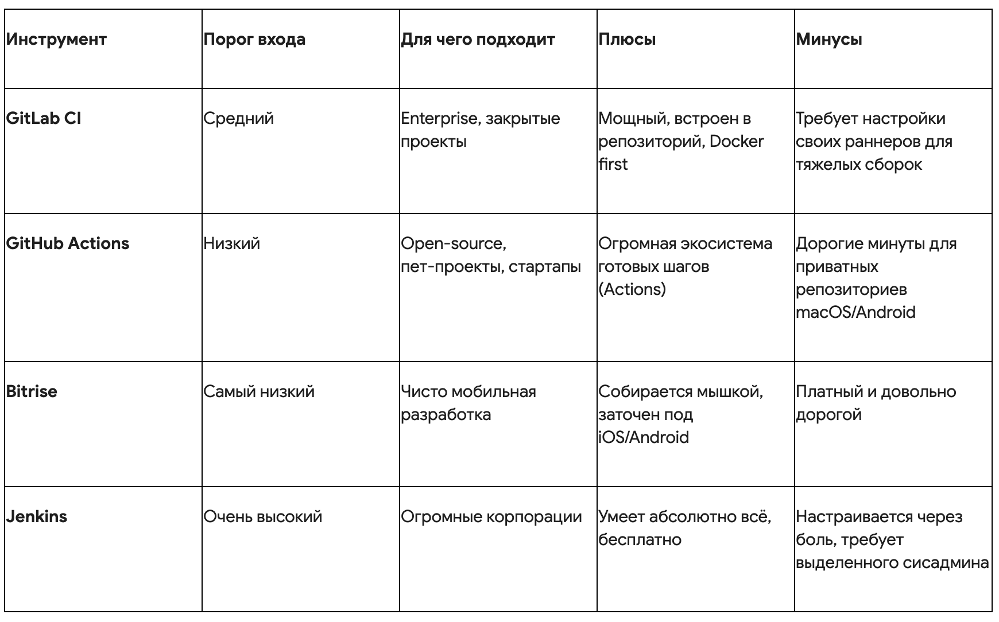 Инструмент
Порог входа
Для чего подходит
Плюсы
Минусы
GitLab CI
Средний
Enterprise, закрытые
проекты
Мощный, встроен в
репозиторий, Docker
first
Требует настройки
своих раннеров для
тяжелых сборок
GitHub Actions
Низкий
Open-source,
пет-проекты, стартапы
Огромная экосистема
готовых шагов
(Actions)
Дорогие минуты для
приватных
репозиториев
macOS/Android
Bitrise
Самый низкий
Чисто мобильная
разработка
Собирается мышкой,
заточен под
iOS/Android
Платный и довольно
дорогой
Jenkins
Очень высокий
Огромные корпорации
Умеет абсолютно всё,
бесплатно
Настраивается через
боль, требует
выделенного сисадмина